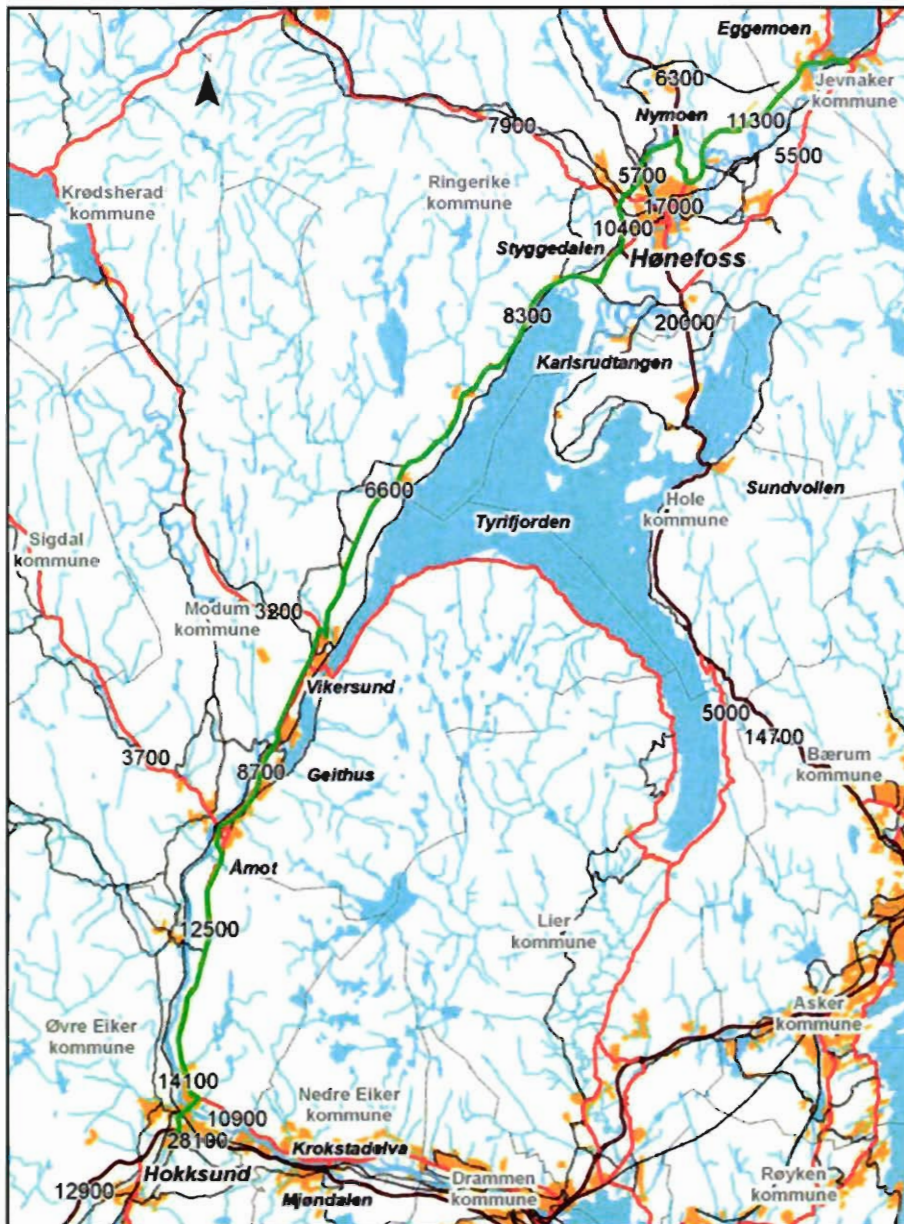 Eggemoen
N
6300
Jevnaker
kommune
Nymoen
11300
7900
5500
5700
Ringerike
kommune
Krødsherad
kommune
17000
10400
Styggedalen
Hønefoss
8300
20000
Karlsrudtangen
6600
Sundvollen
Hole
kommune
Tyrifjorden
Sigdal
kommune
Modum
kommune
3200
Vikersund
5000
14700
Bærum
kommune
3700
8700
Geithus
Åmot
12500
Lier
kommune
Asker
kommune
Øvre Eiker
kommune
14100
Nedre Eiker
kommune
10900
28100
Krokstadelva
Hokksund
Drammen
kommune
Røyken
kommune
12900
Mjøndalen